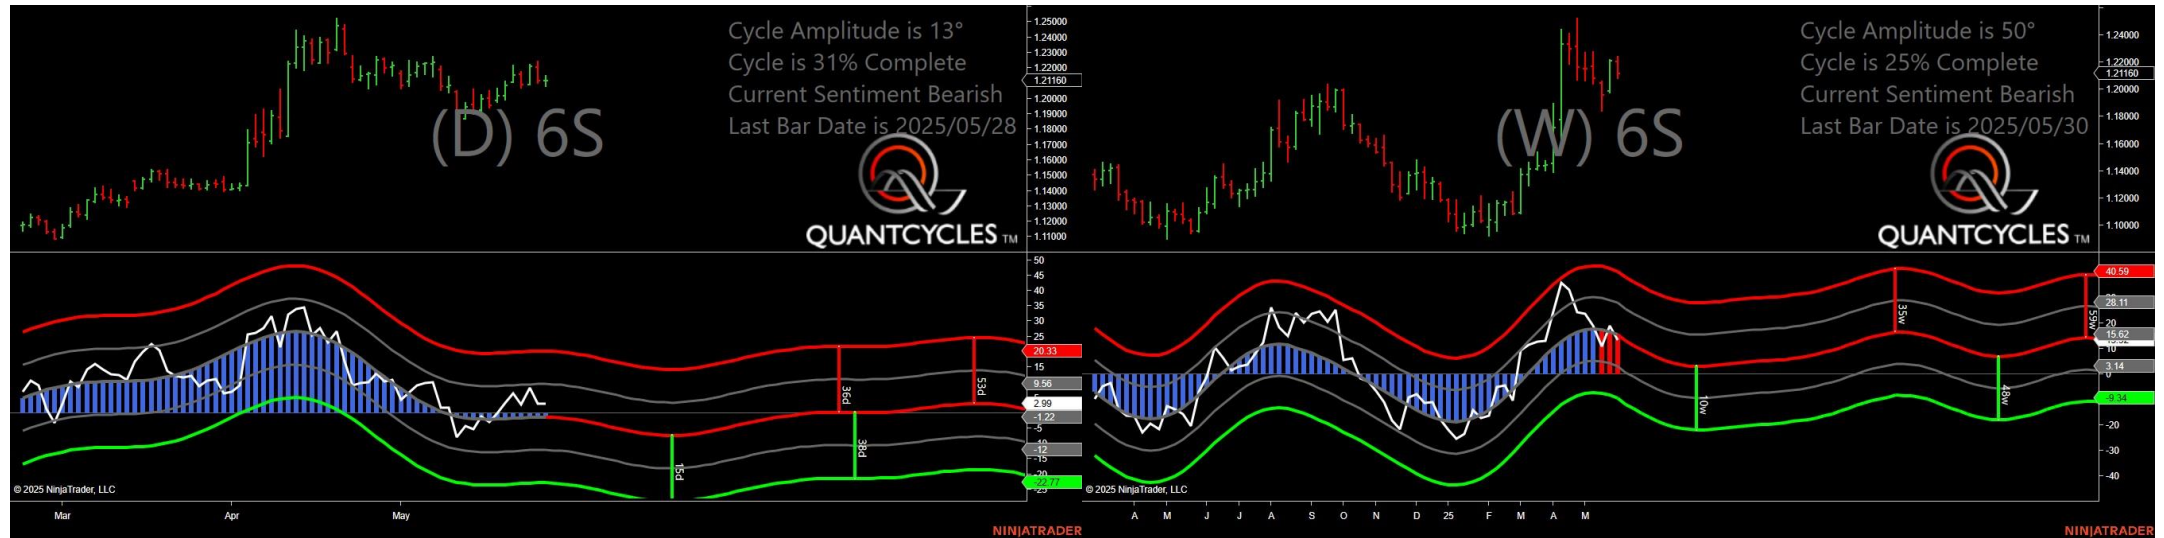 Cycle Amplitude is 13°
Cycle is 31% Complete
Current Sentiment Bearish
Last Bar Date is 2025/05/28
(D) 6S
QUANTCYCLES TM
1.25000
1.24000
1.23000
1.22000
1.21160
1.20000
1.19000
1.18000
1.17000
1.16000
1.15000
1.14000
1.13000
1.12000
1.11000
50
45
40
35
30
25
20.33
15
9.56
2.99
-1.22
-5
-12
-15
-20
-22.77
-25
15d
36d
38d
53d
© 2025 NinjaTrader, LLC
Mar Apr May
NINJATRADER
Cycle Amplitude is 50°
Cycle is 25% Complete
Current Sentiment Bearish
Last Bar Date is 2025/05/30
(W) 6S
QUANTCYCLES TM
1.24000
1.22000
1.21160
1.20000
1.18000
1.16000
1.14000
1.12000
1.10000
40.59
28.11
20
15.62
10
3.14
0
-9.34
-20
-30
-40
10w
35w
48w
59w
© 2025 NinjaTrader, LLC
A M J J A S O N D 25 F M A M
NINJATRADER